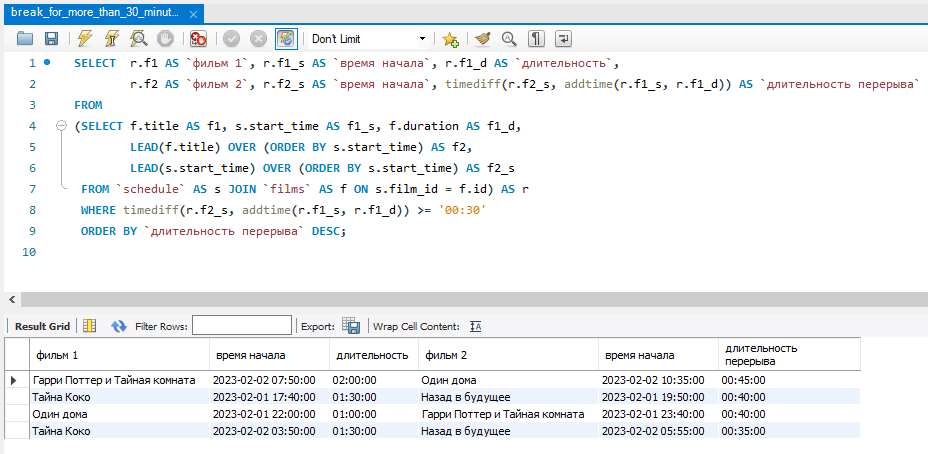 break_for_more_than_30_minut...
Don't Limit
1 SELECT r.f1 AS `фильм 1`, r.f1_s AS `время начала`, r.f1_d AS `длительность`,
2 r.f2 AS `фильм 2`, r.f2_s AS `время начала`, timediff(r.f2_s, addtime(r.f1_s, r.f1_d)) AS `длительность перерыва`
3 FROM
4 (SELECT f.title AS f1, s.start_time AS f1_s, f.duration AS f1_d,
5 LEAD(f.title) OVER (ORDER BY s.start_time) AS f2,
6 LEAD(s.start_time) OVER (ORDER BY s.start_time) AS f2_s
7 FROM `schedule` AS s JOIN `films` AS f ON s.film_id = f.id) AS r
8 WHERE timediff(r.f2_s, addtime(r.f1_s, r.f1_d)) >= '00:30'
9 ORDER BY `длительность перерыва` DESC;
10
Result Grid Filter Rows: Export: Wrap Cell Content:
фильм 1 время начала длительность фильм 2 время начала длительность перерыва
Гарри Поттер и Тайная комната 2023-02-02 07:50:00 02:00:00 Один дома 2023-02-02 10:35:00 00:45:00
Тайна Коко 2023-02-01 17:40:00 01:30:00 Назад в будущее 2023-02-01 19:50:00 00:40:00
Один дома 2023-02-01 22:00:00 01:00:00 Гарри Поттер и Тайная комната 2023-02-01 23:40:00 00:40:00
Тайна Коко 2023-02-02 03:50:00 01:30:00 Назад в будущее 2023-02-02 05:55:00 00:35:00